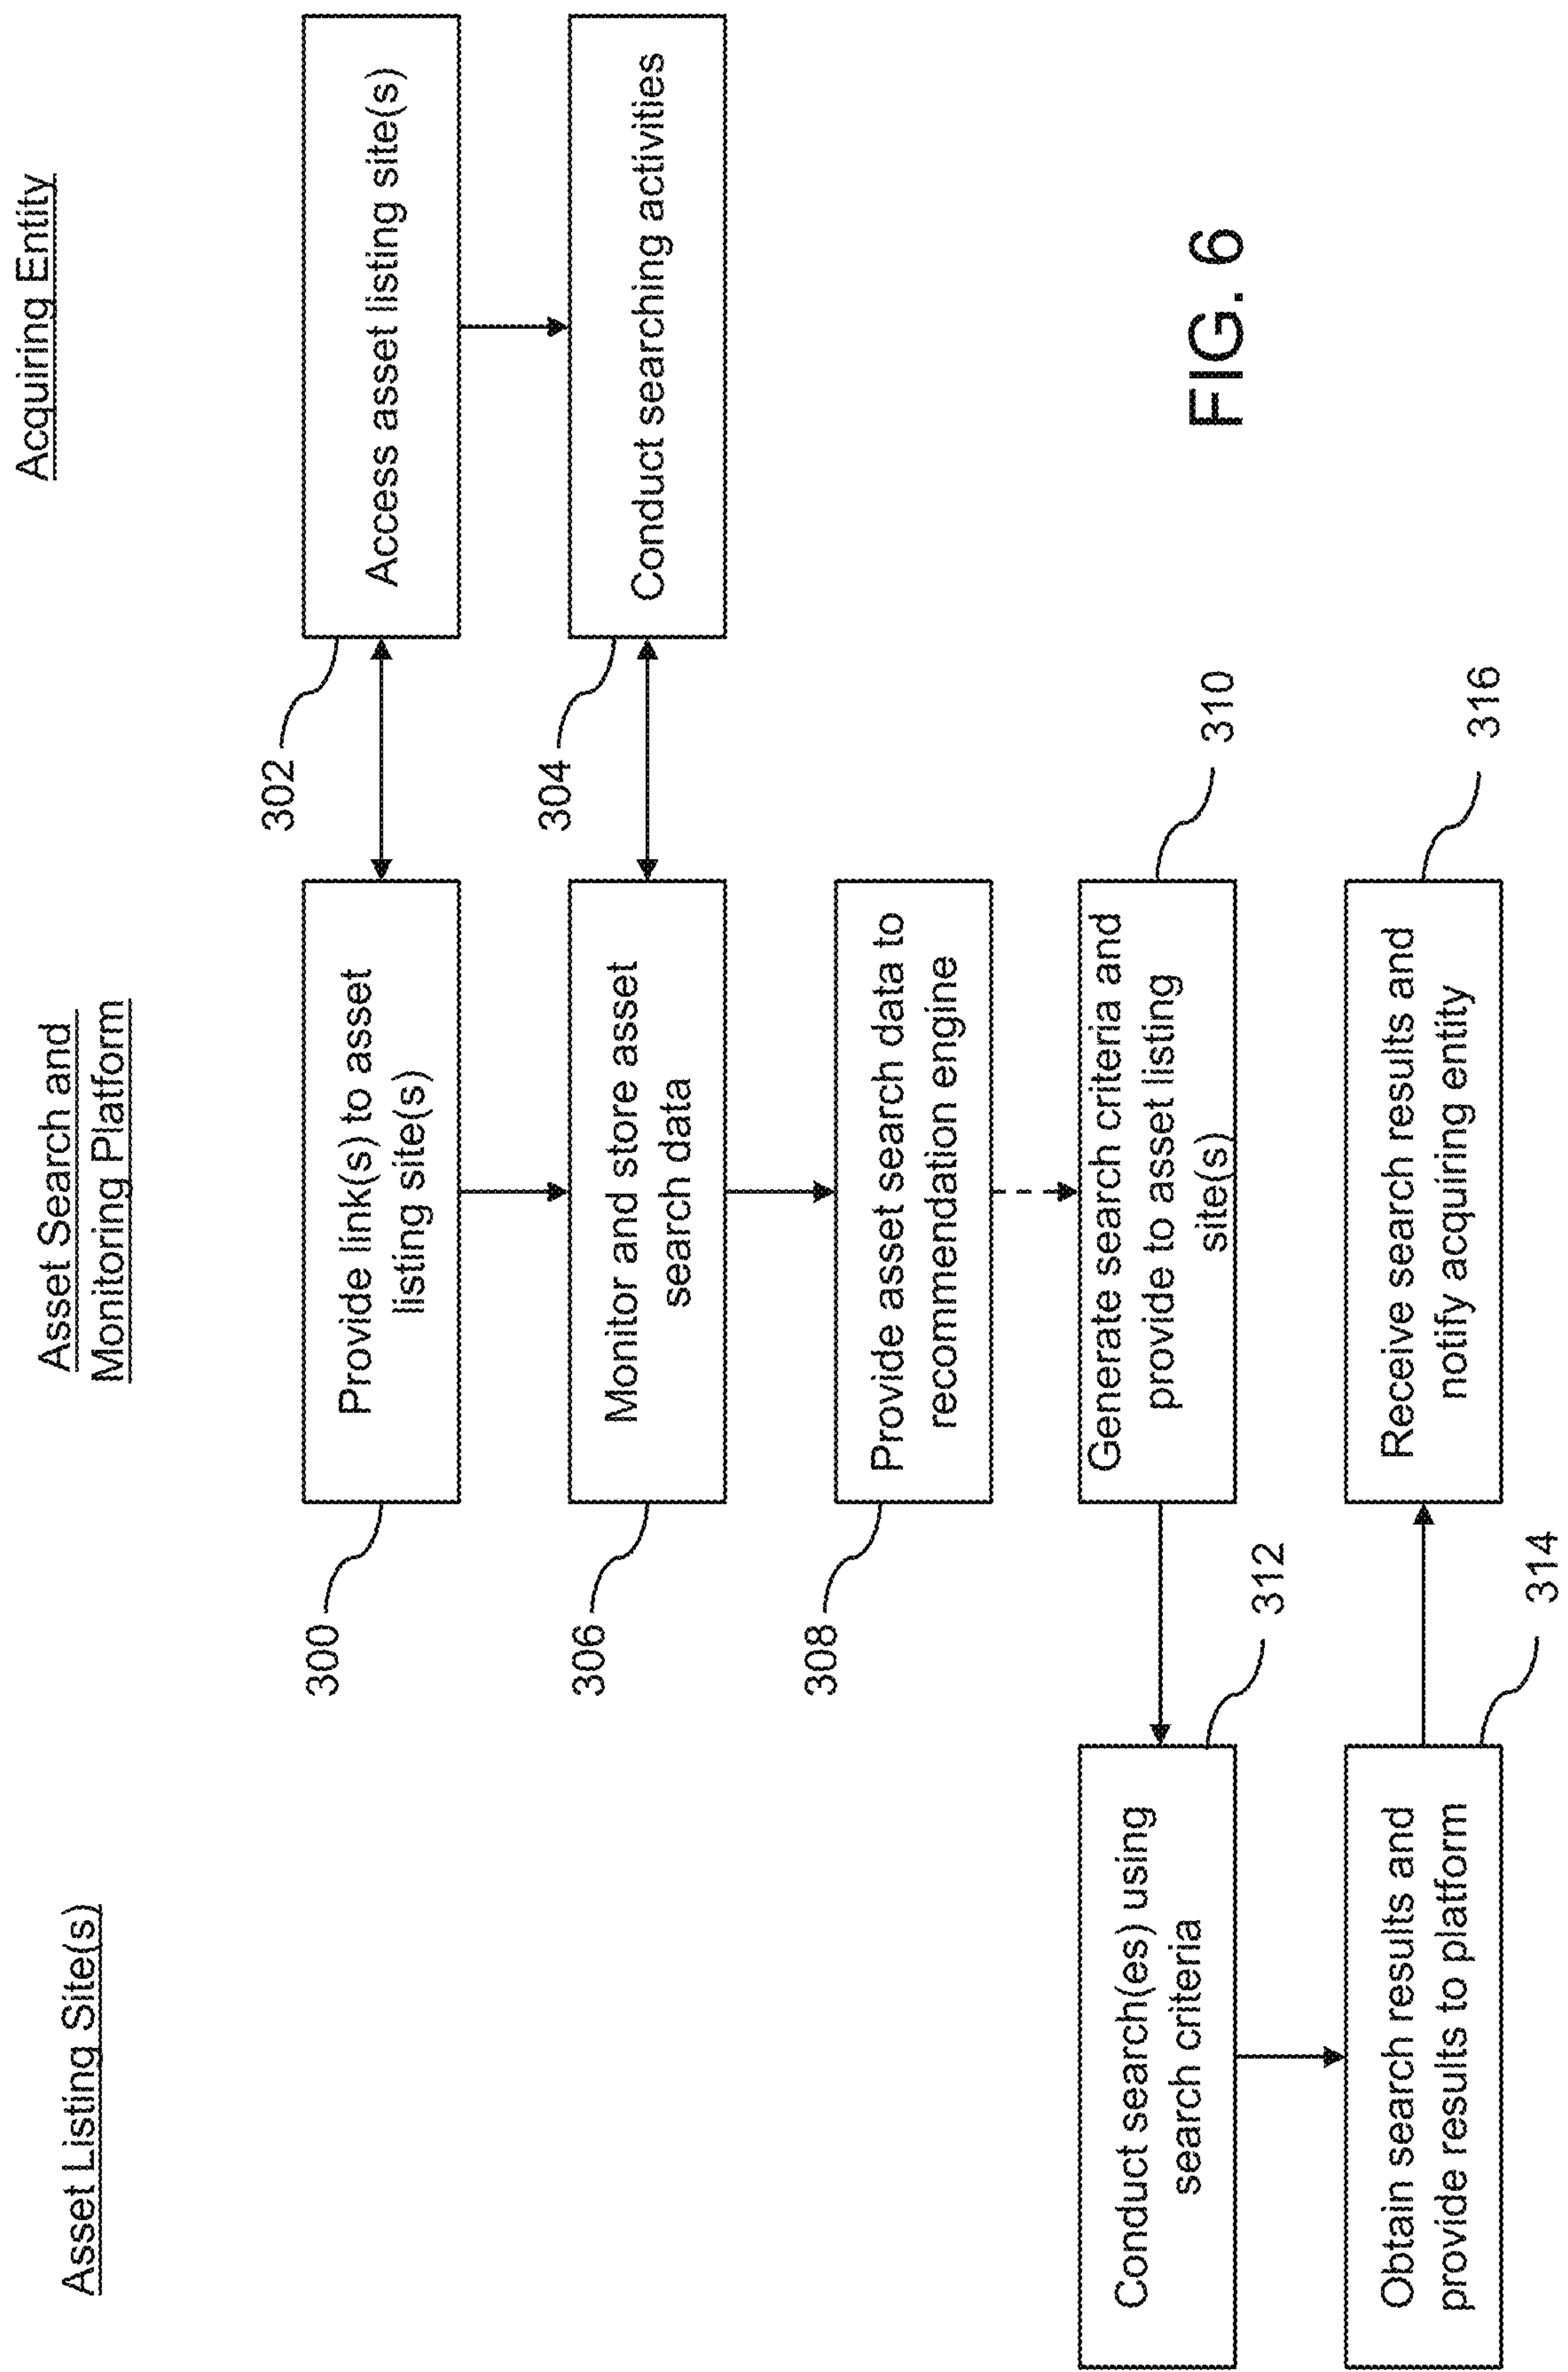 Asset Listing Site(s)
Asset Search and
Monitoring Platform
Acquiring Entity
300
Provide link(s) to asset
listing site(s)
302
Access asset listing site(s)
306
Monitor and store asset
search data
304
Conduct searching activities
308
Provide asset search data to
recommendation engine
Conduct search(es) using
search criteria
312
Generate search criteria and
provide to asset listing
site(s)
310
Obtain search results and
provide results to platform
314
Receive search results and
notify acquiring entity
316
FIG. 6